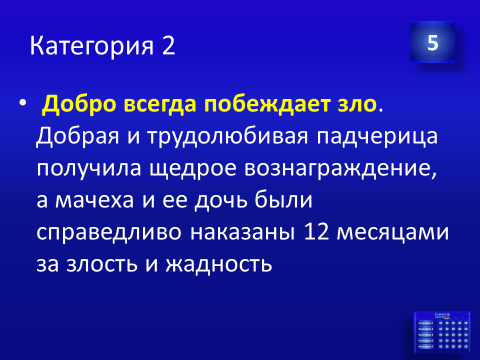 Категория 2
5
• Добро всегда побеждает зло.
Добрая и трудолюбивая падчерица
получила щедрое вознаграждение,
а мачеха и ее дочь были
справедливо наказаны 12 месяцами
за злость и жадность